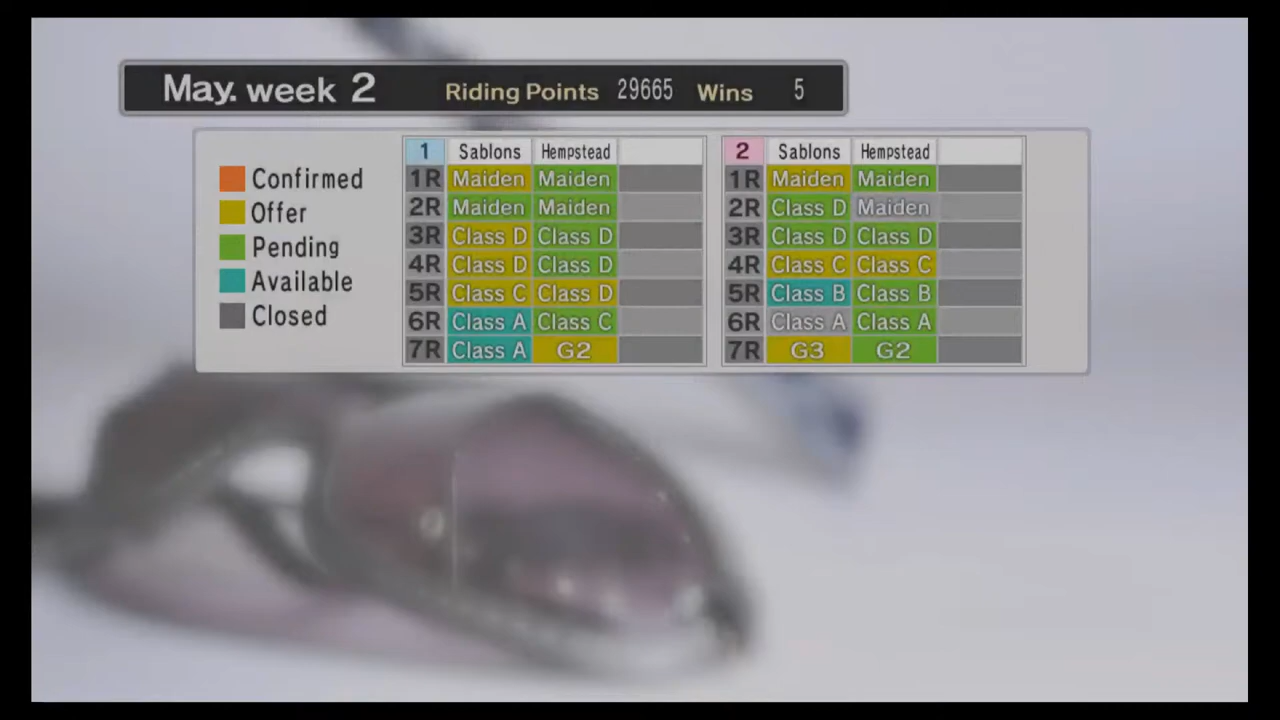 May. week 2 Riding Points 29665 Wins 5
Confirmed
Offer
Pending
Available
Closed
1 Sablons Hempstead
1R Maiden Maiden
2R Maiden Maiden
3R Class D Class D
4R Class D Class D
5R Class C Class D
6R Class A Class C
7R Class A G2
2 Sablons Hempstead
1R Maiden Maiden
2R Class D Maiden
3R Class D Class D
4R Class C Class C
5R Class B Class B
6R Class A Class A
7R G3 G2